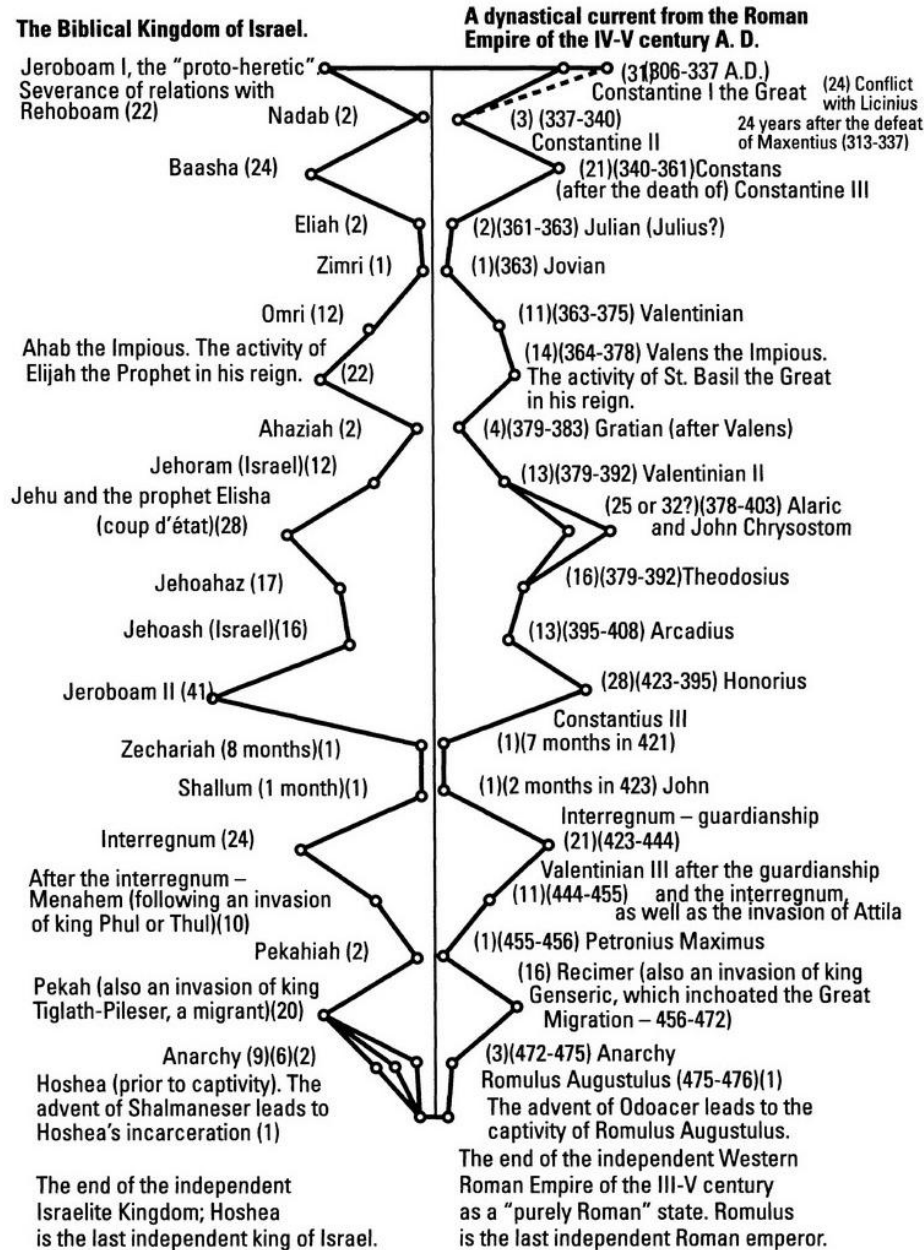 The Biblical Kingdom of Israel.
A dynastical current from the Roman
Empire of the IV-V century A. D.
Jeroboam I, the "proto-heretic".
Severance of relations with
Rehoboam (22)
(31)(306-337 A.D.)
Constantine I the Great
(24) Conflict
with Licinius
24 years after the defeat
of Maxentius (313-337)
Nadab (2)
(3) (337-340)
Constantine II
Baasha (24)
(21)(340-361)Constans
(after the death of) Constantine III
Eliah (2)
(2)(361-363) Julian (Julius?)
Zimri (1)
(1)(363) Jovian
Omri (12)
(11)(363-375) Valentinian
Ahab the Impious. The activity of
Elijah the Prophet in his reign. (22)
(14)(364-378) Valens the Impious.
The activity of St. Basil the Great
in his reign.
Ahaziah (2)
(4)(379-383) Gratian (after Valens)
Jehoram (Israel)(12)
(13)(379-392) Valentinian II
Jehu and the prophet Elisha
(coup d'état)(28)
(25 or 32?)(378-403) Alaric
and John Chrysostom
Jehoahaz (17)
(16)(379-392)Theodosius
Jehoash (Israel)(16)
(13)(395-408) Arcadius
Jeroboam II (41)
(28)(423-395) Honorius
Zechariah (8 months)(1)
Constantius III
(1)(7 months in 421)
Shallum (1 month)(1)
(1)(2 months in 423) John
Interregnum (24)
Interregnum – guardianship
(21)(423-444)
After the interregnum –
Menahem (following an invasion
of king Phul or Thul)(10)
Valentinian III after the guardianship
(11)(444-455) and the interregnum,
as well as the invasion of Attila
Pekahiah (2)
(1)(455-456) Petronius Maximus
Pekah (also an invasion of king
Tiglath-Pileser, a migrant)(20)
(16) Recimer (also an invasion of king
Genseric, which inchoated the Great
Migration – 456-472)
Anarchy (9)(6)(2)
(3)(472-475) Anarchy
Hoshea (prior to captivity). The
advent of Shalmaneser leads to
Hoshea's incarceration (1)
Romulus Augustulus (475-476)(1)
The advent of Odoacer leads to the
captivity of Romulus Augustulus.
The end of the independent
Israelite Kingdom; Hoshea
is the last independent king of Israel.
The end of the independent Western
Roman Empire of the III-V century
as a "purely Roman" state. Romulus
is the last independent Roman emperor.